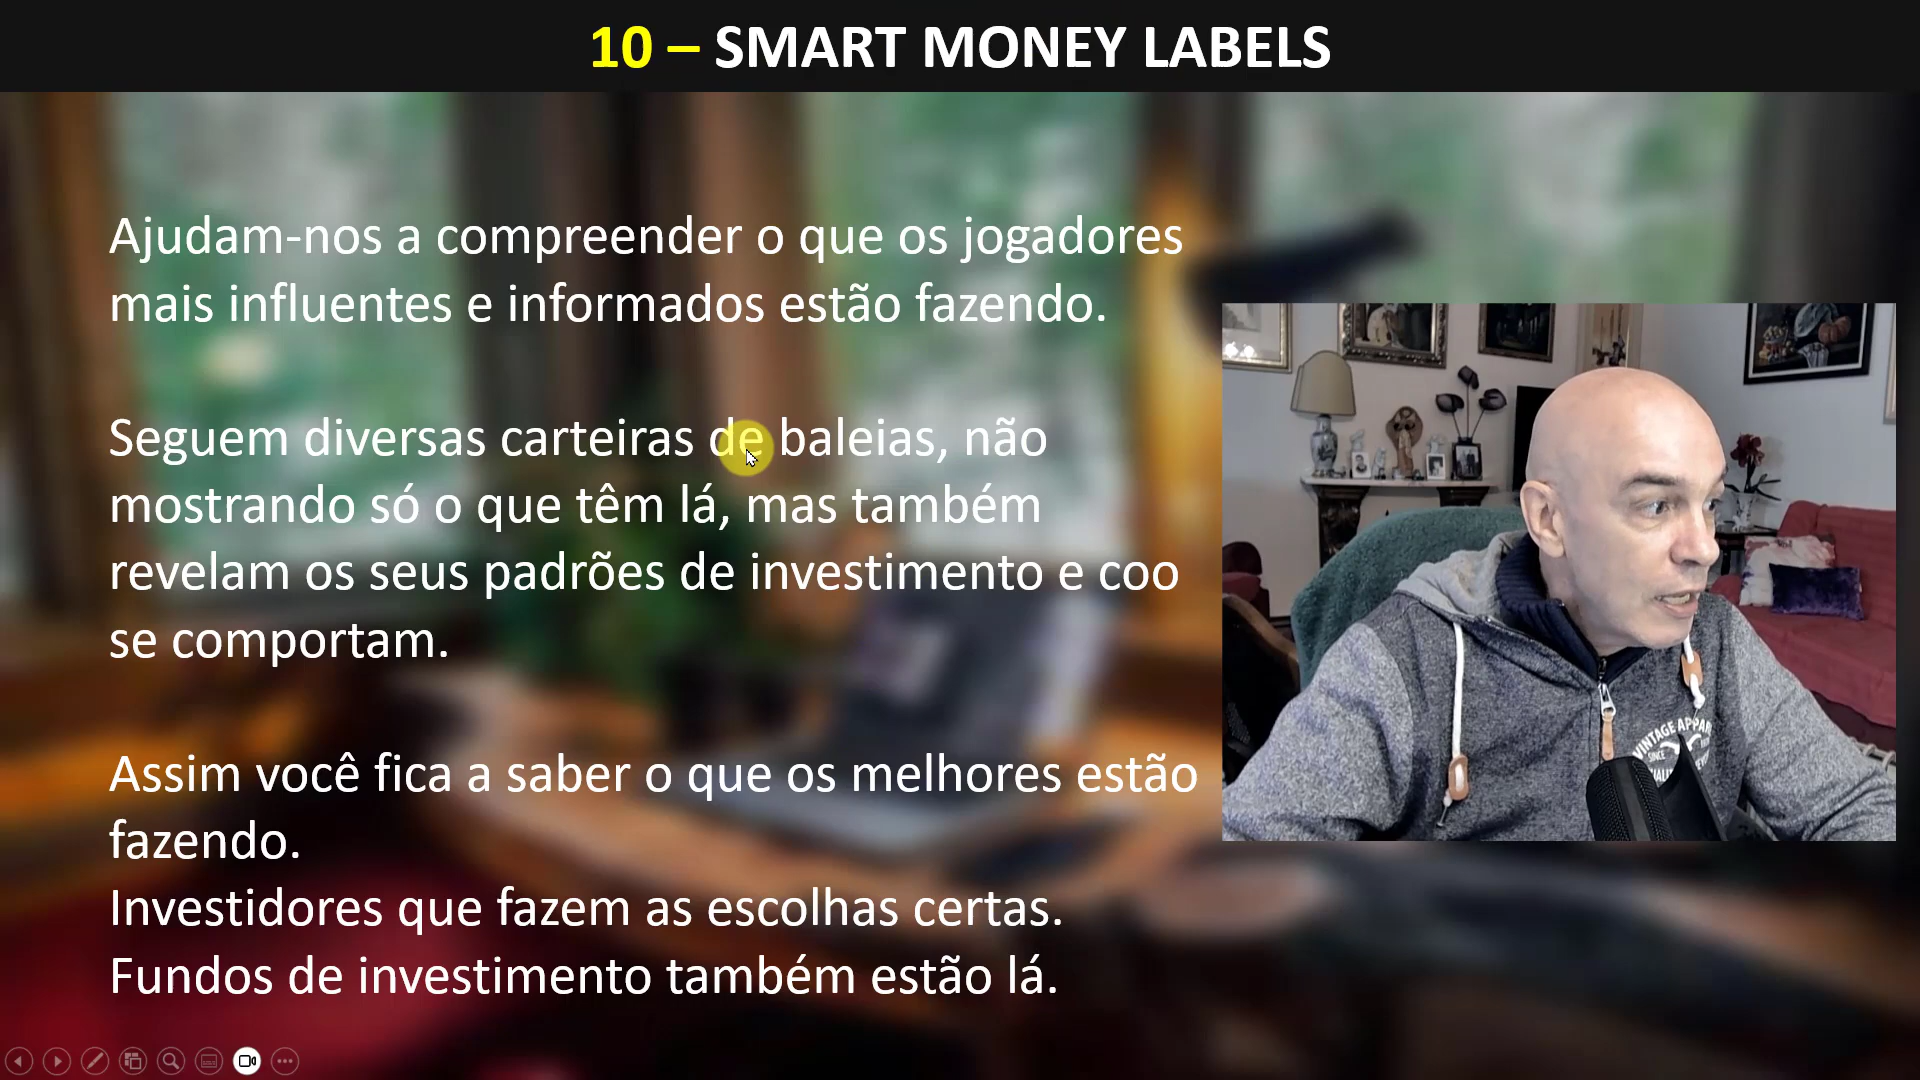 10 – SMART MONEY LABELS
Ajudam-nos a compreender o que os jogadores
mais influentes e informados estão fazendo.
Seguem diversas carteiras de baleias, não
mostrando só o que têm lá, mas também
revelam os seus padrões de investimento e coo
se comportam.
Assim você fica a saber o que os melhores estão
fazendo.
Investidores que fazem as escolhas certas.
Fundos de investimento também estão lá.
VINTAGE APPAR
SINCE